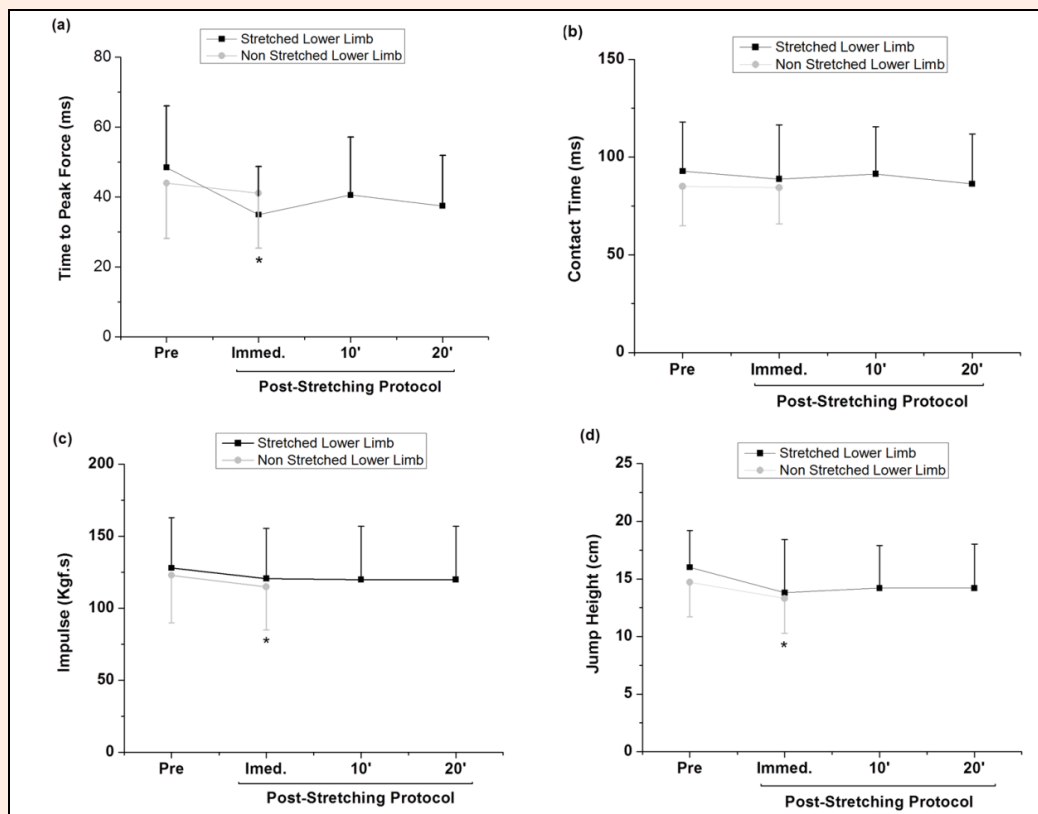 (a)
Stretched Lower Limb
Non Stretched Lower Limb
80
60
40
20
0
Time to Peak Force (ms)
*
Pre Immed. 10' 20'
Post-Stretching Protocol
(b)
Stretched Lower Limb
Non Stretched Lower Limb
150
100
50
0
Contact Time (ms)
Pre Immed. 10' 20'
Post-Stretching Protocol
(c)
Stretched Lower Limb
Non Stretched Lower Limb
200
150
100
50
0
Impulse (Kgf.s)
*
Pre Imed. 10' 20'
Post-Stretching Protocol
(d)
Stretched Lower Limb
Non Stretched Lower Limb
25
20
15
10
5
0
Jump Height (cm)
*
Pre Immed. 10' 20'
Post-Stretching Protocol